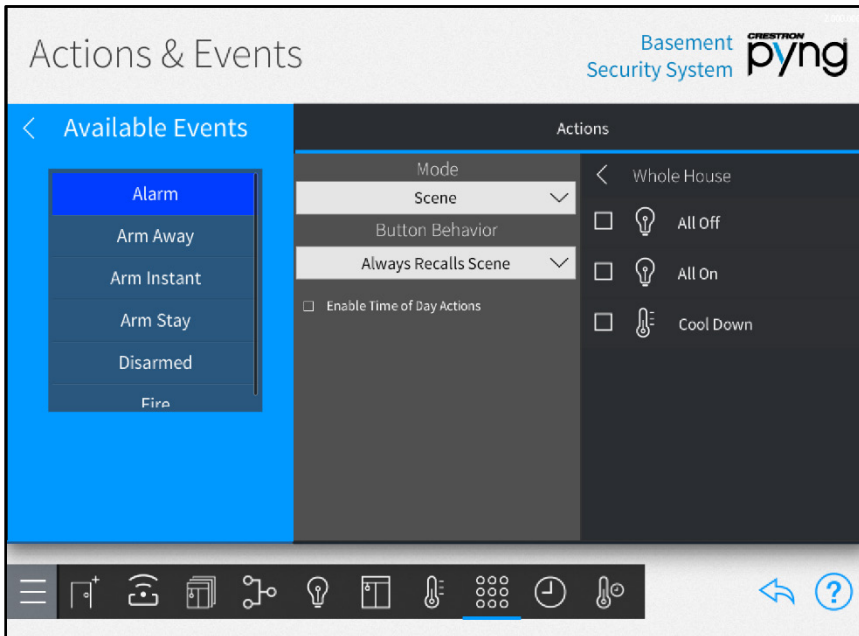 Actions & Events
Basement
Security System
CRESTRON
pyng
Available Events
Actions
Alarm
Arm Away
Arm Instant
Arm Stay
Disarmed
Fire
Mode
Scene
Button Behavior
Always Recalls Scene
Enable Time of Day Actions
Whole House
All Off
All On
Cool Down
?